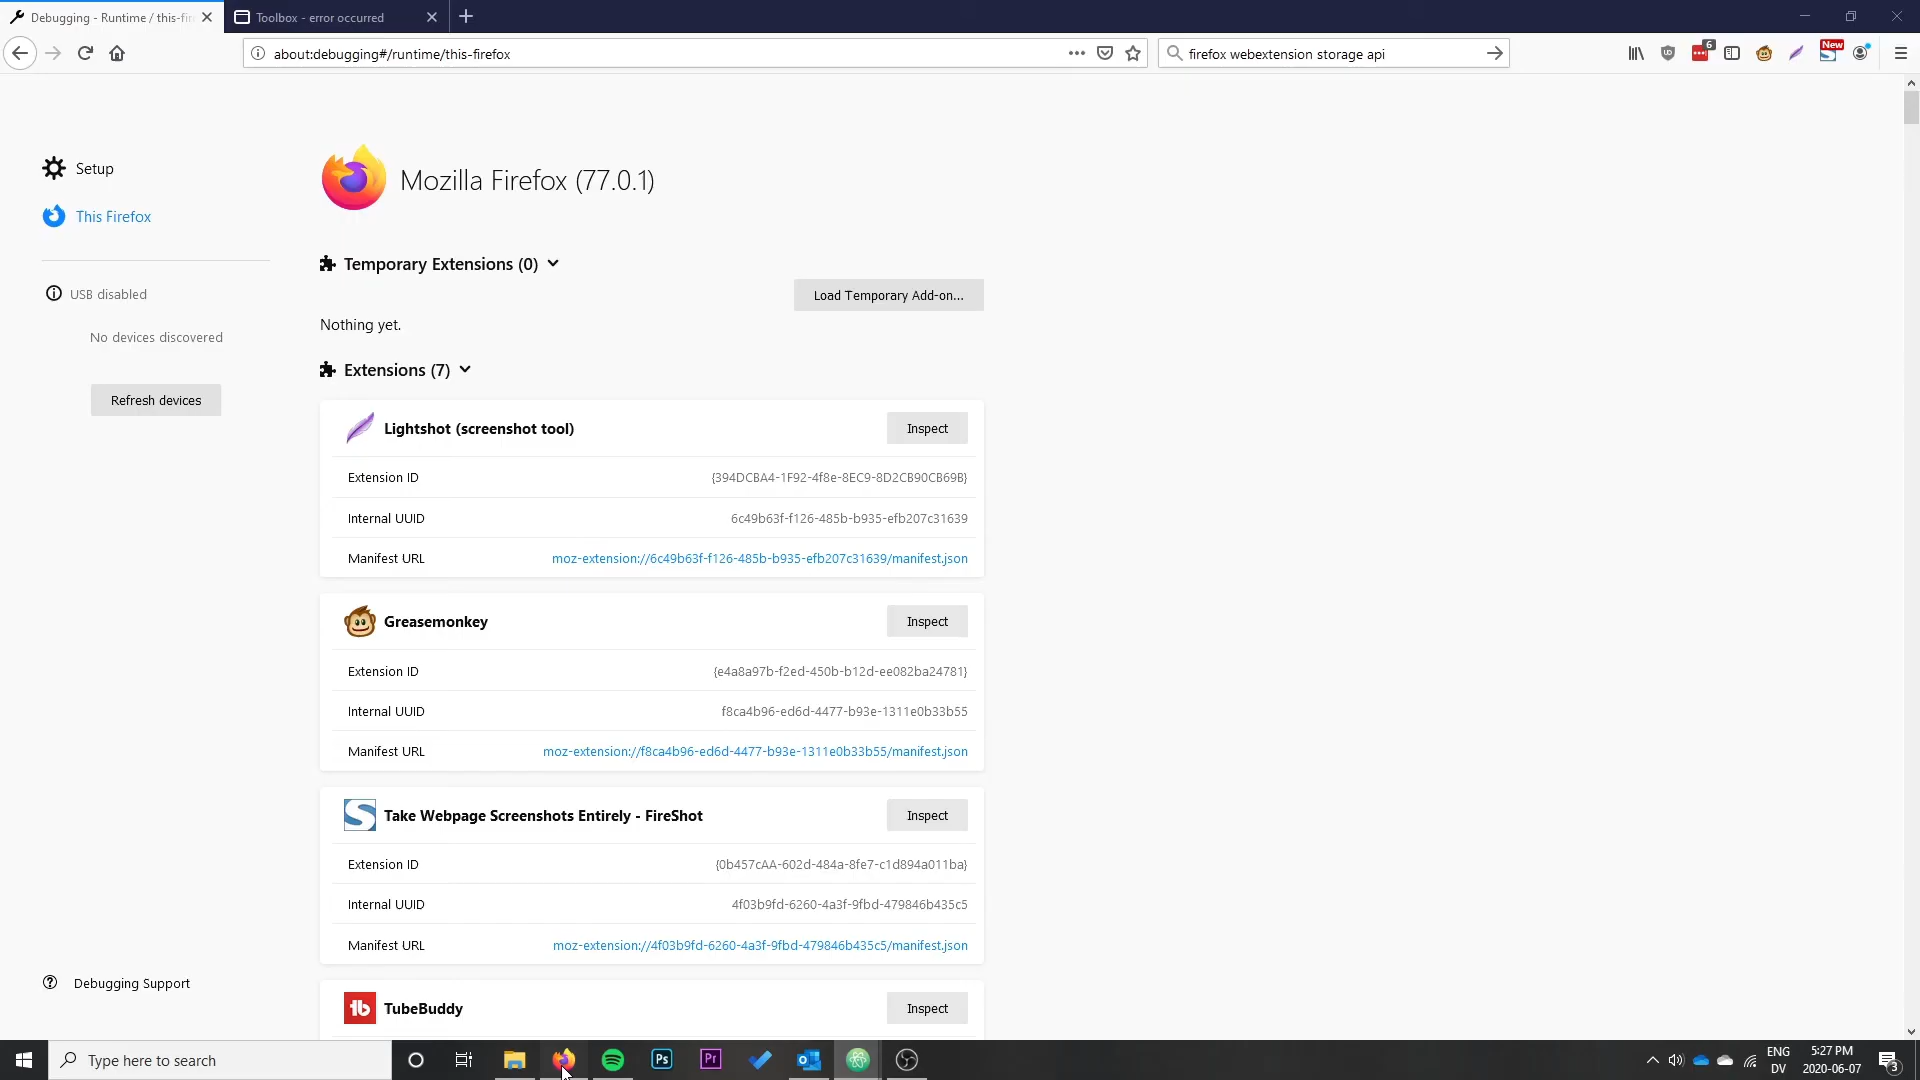 Debugging - Runtime / this-fir
Toolbox - error occurred
about:debugging#/runtime/this-firefox
firefox webextension storage api
6
New
Setup
This Firefox
USB disabled
No devices discovered
Refresh devices
Debugging Support
Mozilla Firefox (77.0.1)
Temporary Extensions (0)
Load Temporary Add-on...
Nothing yet.
Extensions (7)
Lightshot (screenshot tool)
Inspect
Extension ID
{394DCBA4-1F92-4f8e-8EC9-8D2CB90CB69B}
Internal UUID
6c49b63f-f126-485b-b935-efb207c31639
Manifest URL
moz-extension://6c49b63f-f126-485b-b935-efb207c31639/manifest.json
Greasemonkey
Inspect
Extension ID
{e4a8a97b-f2ed-450b-b12d-ee082ba24781}
Internal UUID
f8ca4b96-ed6d-4477-b93e-1311e0b33b55
Manifest URL
moz-extension://f8ca4b96-ed6d-4477-b93e-1311e0b33b55/manifest.json
Take Webpage Screenshots Entirely - FireShot
Inspect
Extension ID
{0b457cAA-602d-484a-8fe7-c1d894a011ba}
Internal UUID
4f03b9fd-6260-4a3f-9fbd-479846b435c5
Manifest URL
moz-extension://4f03b9fd-6260-4a3f-9fbd-479846b435c5/manifest.json
tb
TubeBuddy
Inspect
Type here to search
Ps
Pr
ENG
DV
5:27 PM
2020-06-07
3